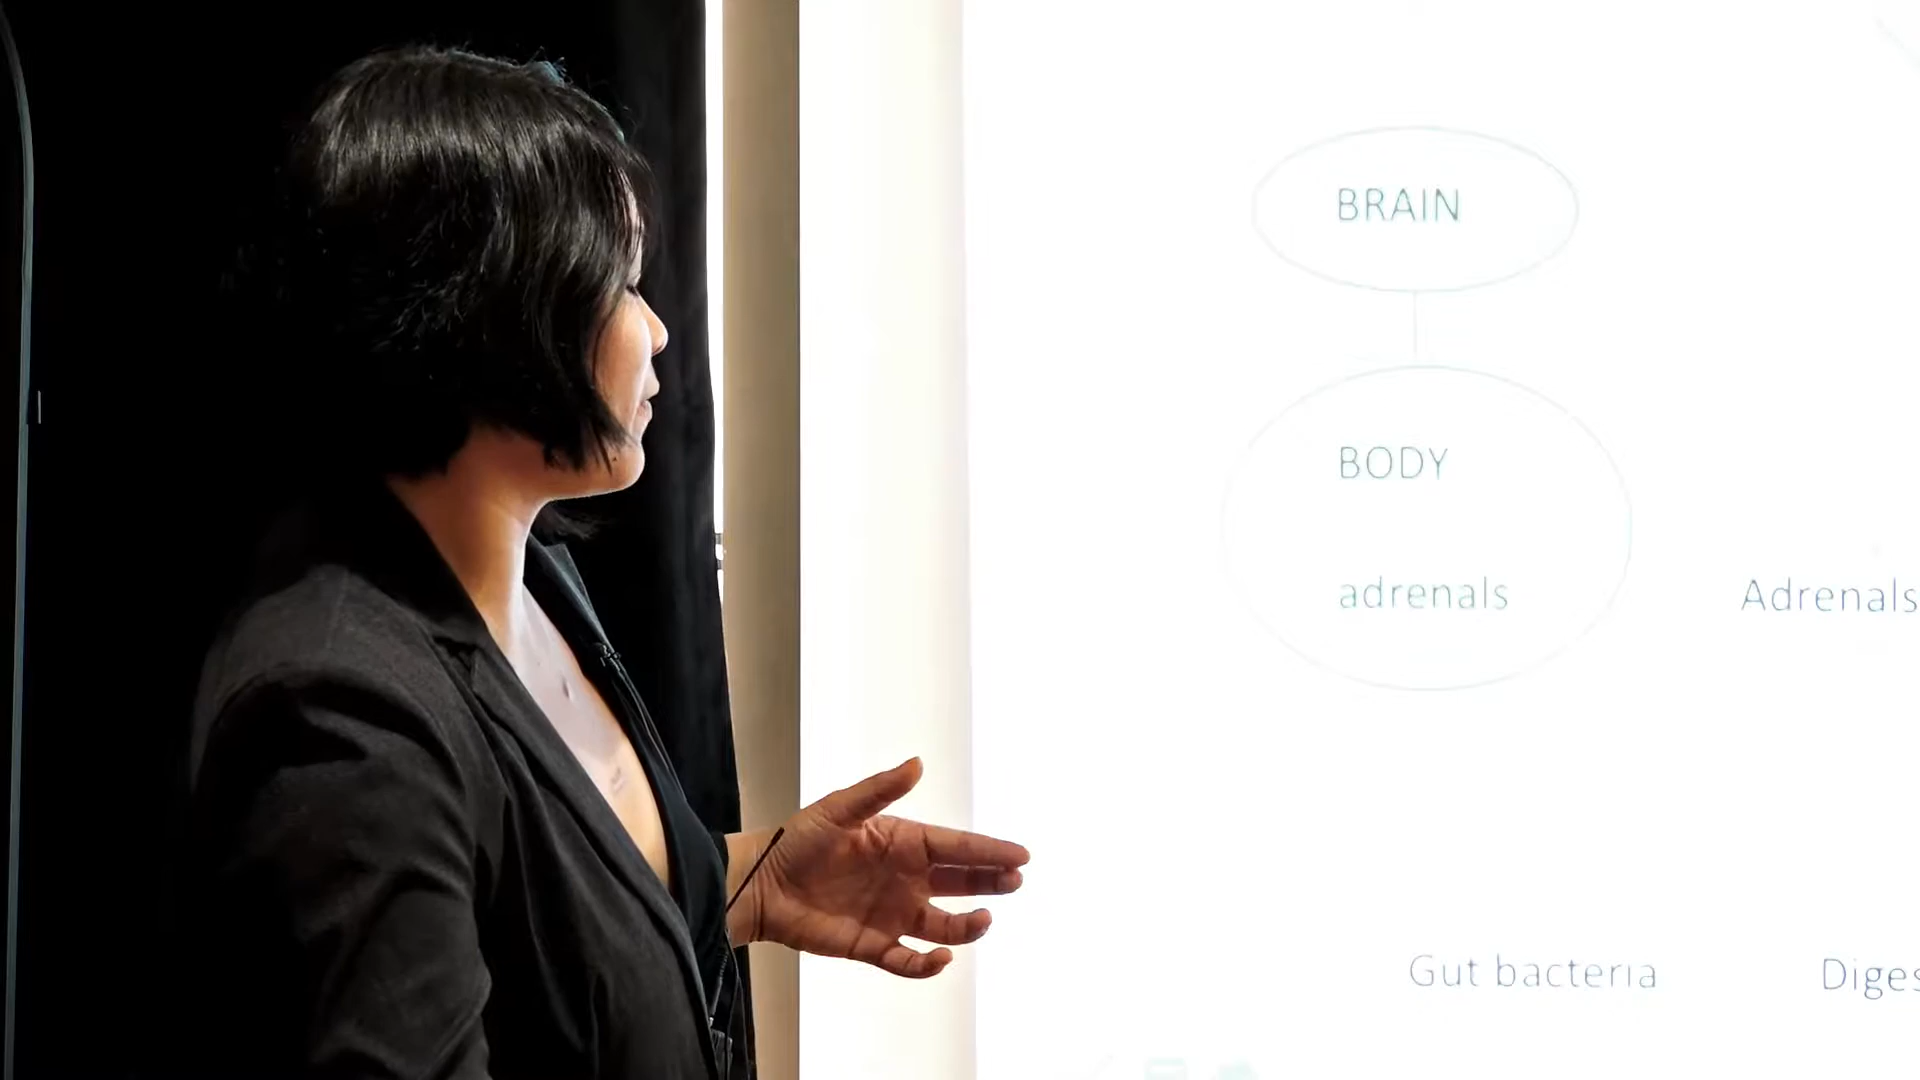 BRAIN
BODY
adrenals
Adrenals
Gut bacteria